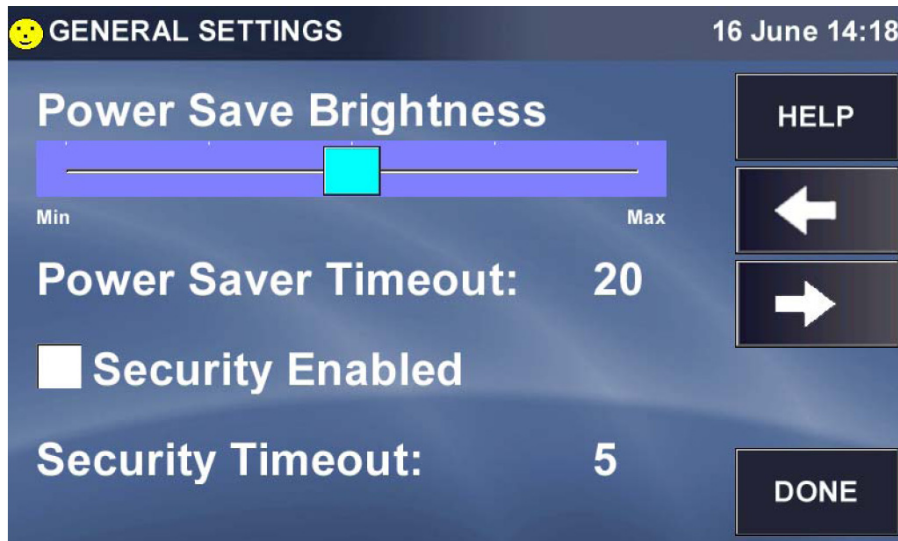 GENERAL SETTINGS
16 June 14:18
Power Save Brightness
HELP
Min
Max
Power Saver Timeout: 20
Security Enabled
Security Timeout: 5
DONE